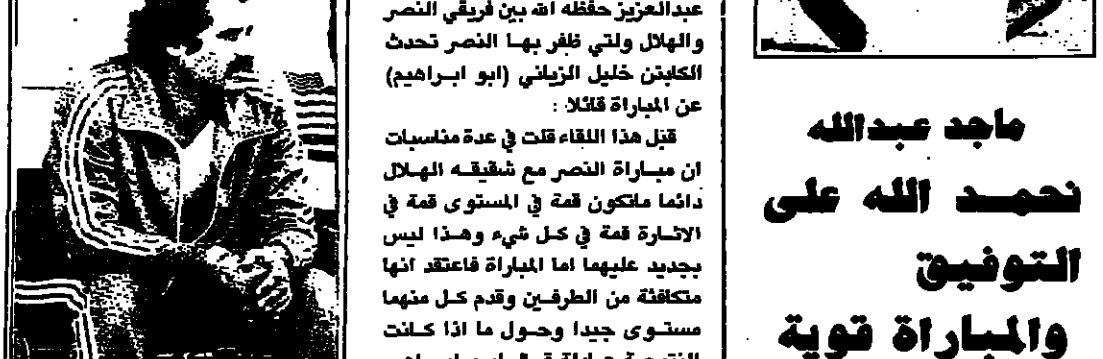 ماجد عبدالله
نحمد الله على
التوفيق
والمباراة قوية
عبدالعزيز حفظه الله بين فريقي النصر
والهلال ولتي ظفر بها النصر تحدث
الكابتن خليل الزياني (ابو ابراهيم)
عن المباراة قائلا :
قبل هذا اللقاء قلت في عدة مناسبات
ان مباراة النصر مع شقيقه الهلال
دائما ماتكون قمة في المستوى قمة في
الاثارة قمة في كل شيء وهذا ليس
بجديد عليهما اما المباراة فاعتقد انها
متكافئة من الطرفين وقدم كل منهما
مستوى جيدا وحول ما اذا كانت